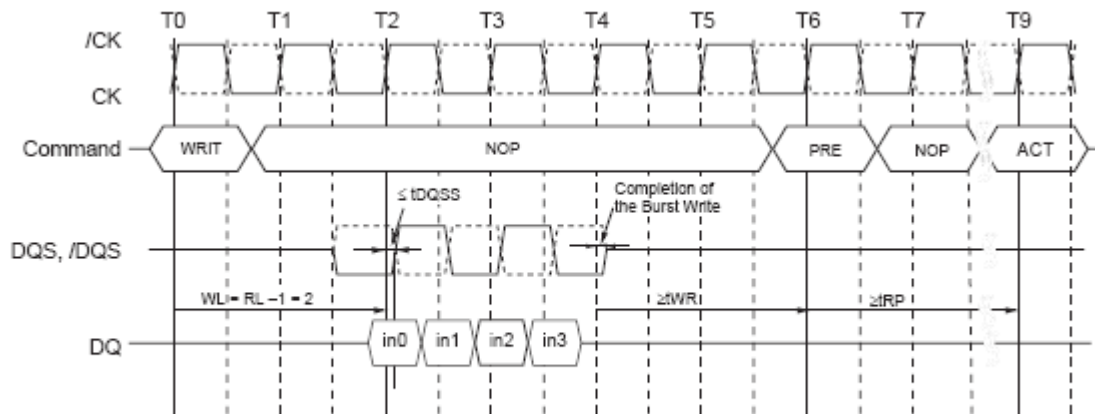 T0 T1 T2 T3 T4 T5 T6 T7 T9
/CK
CK
Command WRIT NOP PRE NOP ACT
≤ tDQSS
Completion of
the Burst Write
DQS, /DQS
WL = RL –1 = 2 ≥tWR ≥tRP
DQ in0 in1 in2 in3